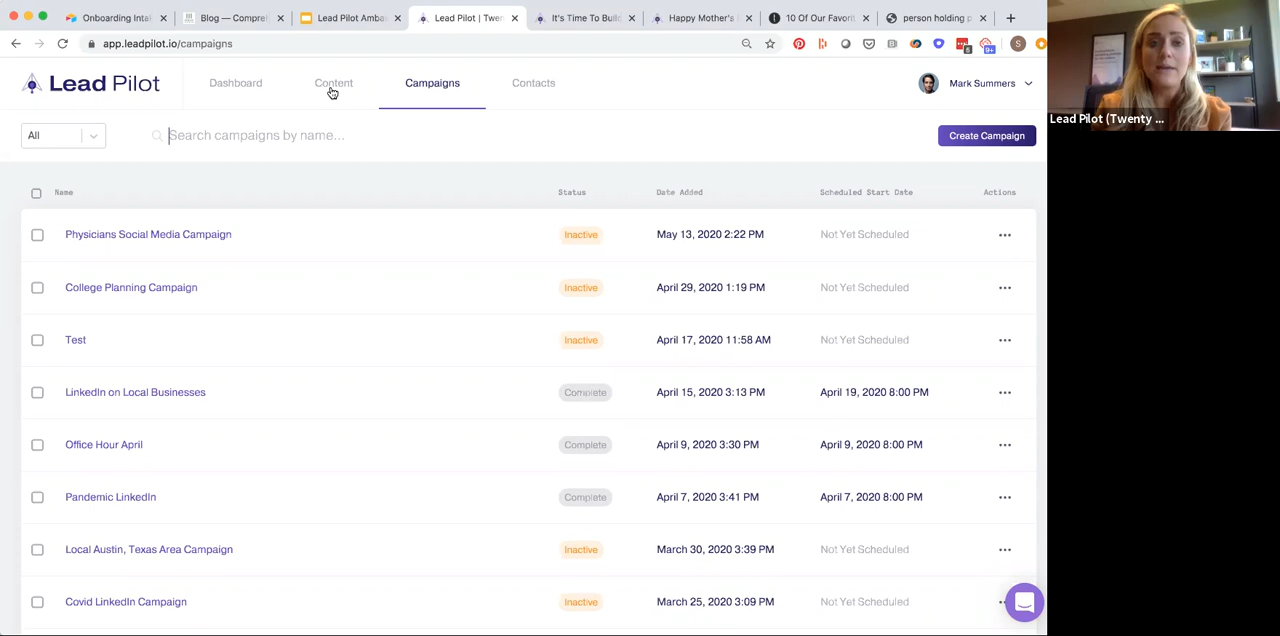 Onboarding Intal
Blog — Compreh
Lead Pilot Amba
Lead Pilot | Twen
It's Time To Build
Happy Mother's
10 Of Our Favorit
person holding p
app.leadpilot.io/campaigns
6
9+
S
Lead Pilot
Dashboard
Content
Campaigns
Contacts
Mark Summers
Lead Pilot (Twenty ...
All
Search campaigns by name...
Create Campaign
Name Status Date Added Scheduled Start Date Actions
Physicians Social Media Campaign Inactive May 13, 2020 2:22 PM Not Yet Scheduled
College Planning Campaign Inactive April 29, 2020 1:19 PM Not Yet Scheduled
Test Inactive April 17, 2020 11:58 AM Not Yet Scheduled
LinkedIn on Local Businesses Complete April 15, 2020 3:13 PM April 19, 2020 8:00 PM
Office Hour April Complete April 9, 2020 3:30 PM April 9, 2020 8:00 PM
Pandemic LinkedIn Complete April 7, 2020 3:41 PM April 7, 2020 8:00 PM
Local Austin, Texas Area Campaign Inactive March 30, 2020 3:39 PM Not Yet Scheduled
Covid LinkedIn Campaign Inactive March 25, 2020 3:09 PM Not Yet Scheduled